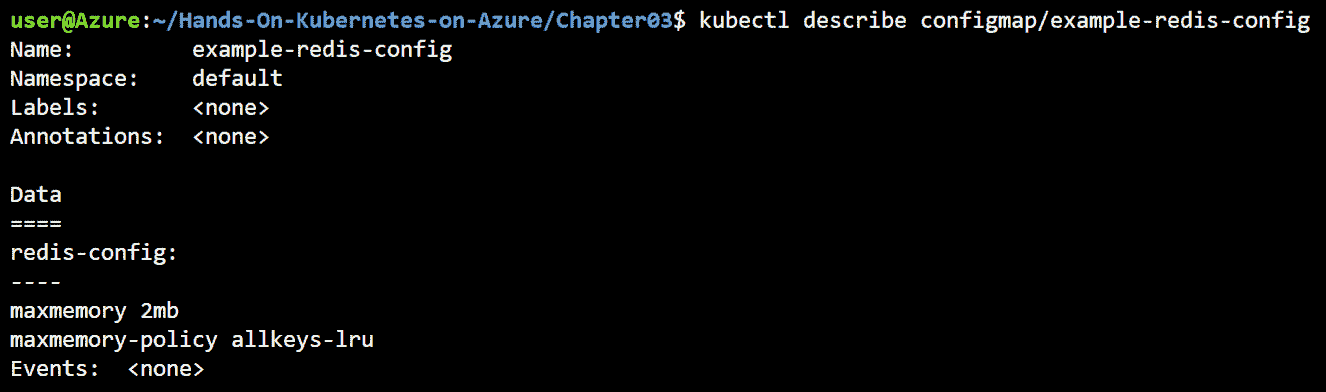 user@Azure:~/Hands-On-Kubernetes-on-Azure/Chapter03$ kubectl describe configmap/example-redis-config
Name:         example-redis-config
Namespace:    default
Labels:       <none>
Annotations:  <none>

Data
====
redis-config:
----
maxmemory 2mb
maxmemory-policy allkeys-lru
Events:  <none>